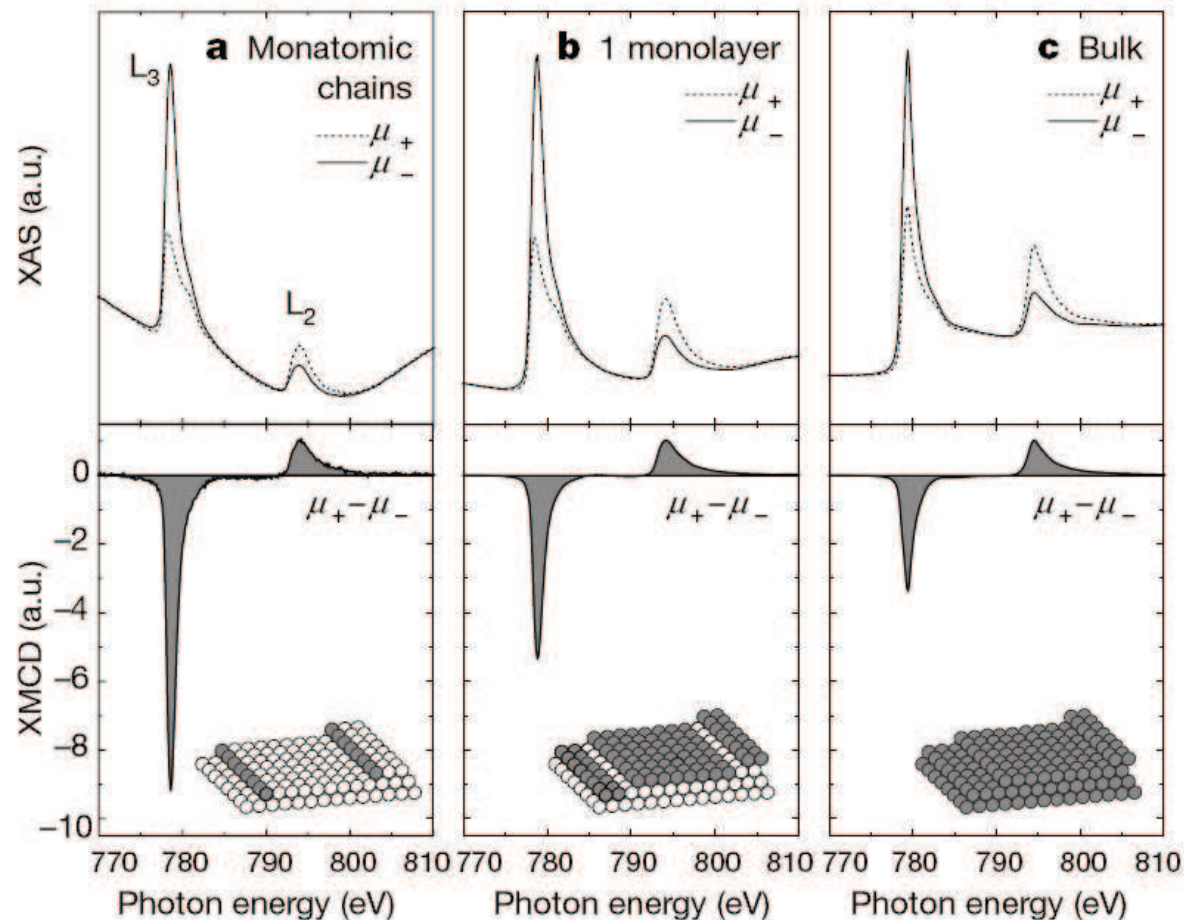 a Monatomic chains
L3
μ+
μ−
L2
b 1 monolayer
μ+
μ−
c Bulk
μ+
μ−
XAS (a.u.)
0
−2
−4
−6
−8
−10
XMCD (a.u.)
μ+−μ−
μ+−μ−
μ+−μ−
770 780 790 800 810
770 780 790 800 810
770 780 790 800 810
Photon energy (eV)
Photon energy (eV)
Photon energy (eV)